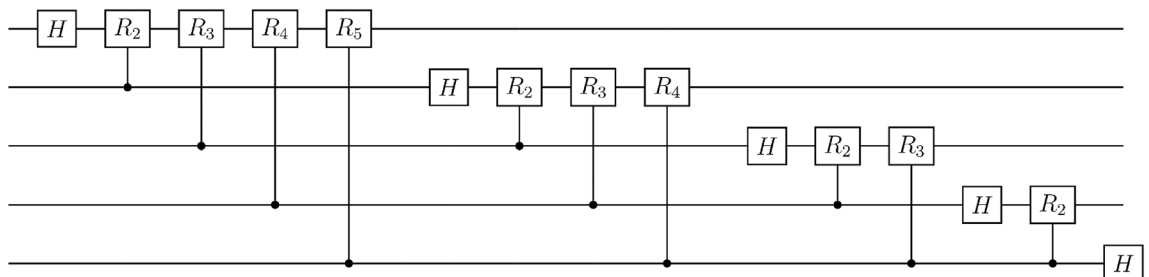 H R₂ R₃ R₄ R₅
H R₂ R₃ R₄
H R₂ R₃
H R₂
H